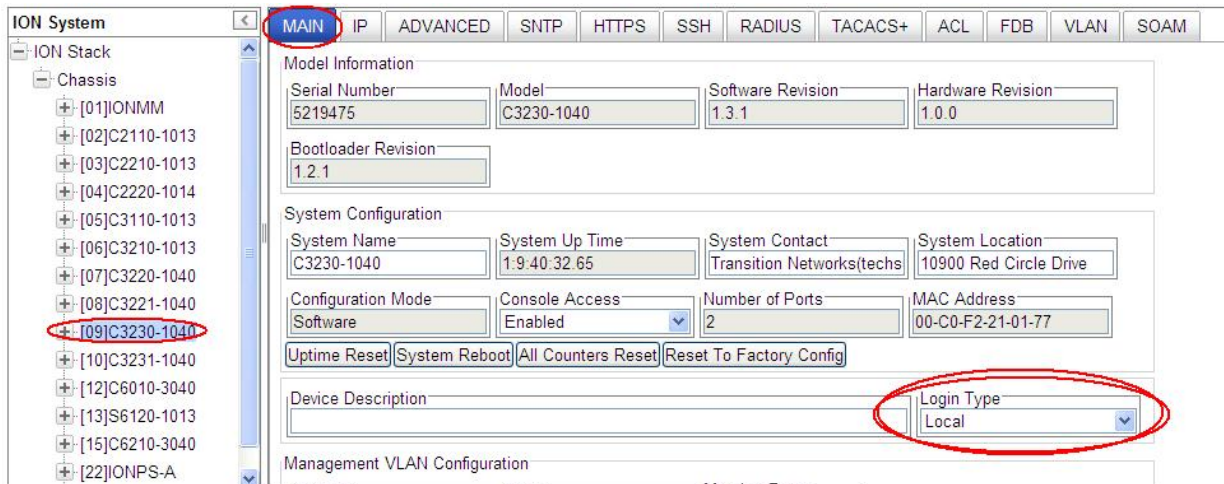 ION System
<
MAIN IP ADVANCED SNTP HTTPS SSH RADIUS TACACS+ ACL FDB VLAN SOAM
ION Stack
Chassis
[01]IONMM
[02]C2110-1013
[03]C2210-1013
[04]C2220-1014
[05]C3110-1013
[06]C3210-1013
[07]C3220-1040
[08]C3221-1040
[09]C3230-1040
[10]C3231-1040
[12]C6010-3040
[13]S6120-1013
[15]C6210-3040
[22]IONPS-A
Model Information
Serial Number Model Software Revision Hardware Revision
5219475 C3230-1040 1.3.1 1.0.0
Bootloader Revision
1.2.1
System Configuration
System Name System Up Time System Contact System Location
C3230-1040 1:9:40:32.65 Transition Networks(techs 10900 Red Circle Drive
Configuration Mode Console Access Number of Ports MAC Address
Software Enabled 2 00-C0-F2-21-01-77
Uptime Reset System Reboot All Counters Reset Reset To Factory Config
Device Description Login Type
Local
Management VLAN Configuration